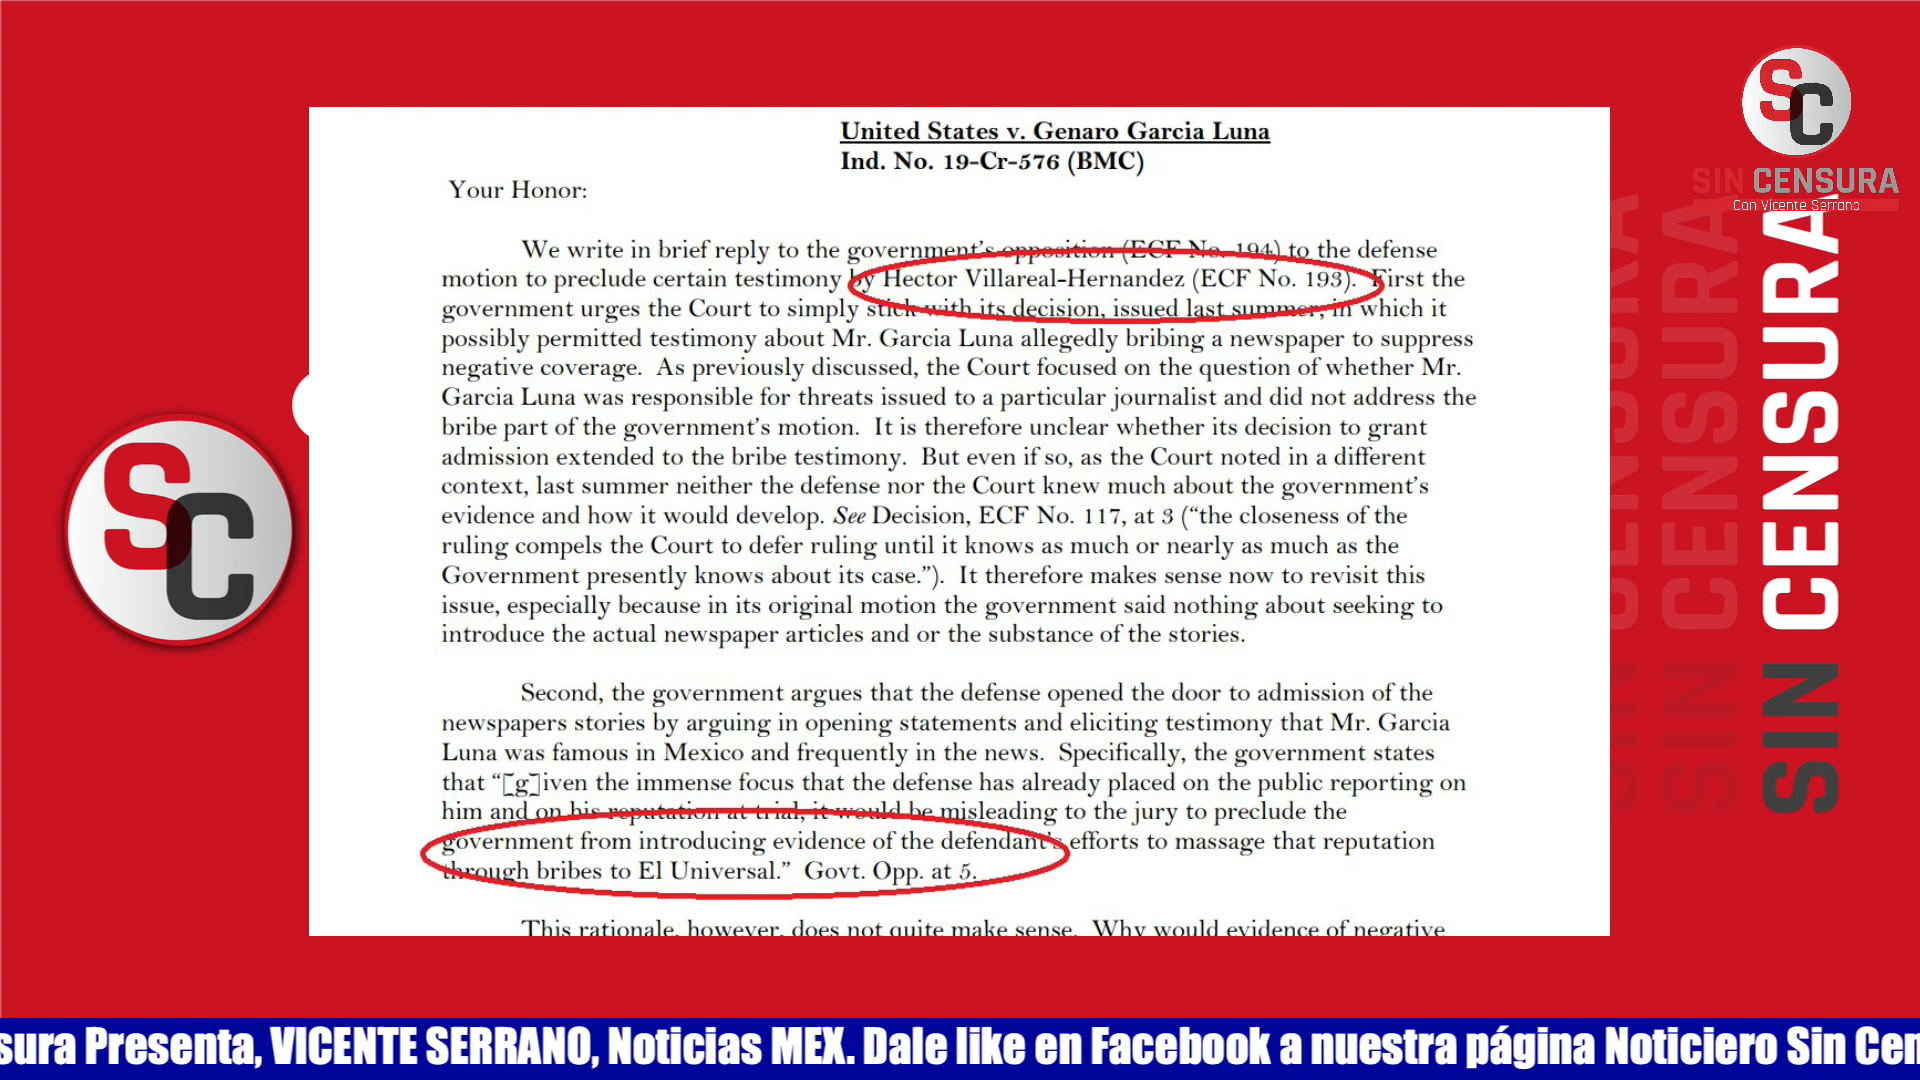 United States v. Genaro Garcia Luna
Ind. No. 19-Cr-576 (BMC)
Your Honor:
We write in brief reply to the government's opposition (ECF No. 194) to the defense
motion to preclude certain testimony by Hector Villareal-Hernandez (ECF No. 193). First the
government urges the Court to simply stick with its decision, issued last summer, in which it
possibly permitted testimony about Mr. Garcia Luna allegedly bribing a newspaper to suppress
negative coverage. As previously discussed, the Court focused on the question of whether Mr.
Garcia Luna was responsible for threats issued to a particular journalist and did not address the
bribe part of the government's motion. It is therefore unclear whether its decision to grant
admission extended to the bribe testimony. But even if so, as the Court noted in a different
context, last summer neither the defense nor the Court knew much about the government's
evidence and how it would develop. See Decision, ECF No. 117, at 3 (“the closeness of the
ruling compels the Court to defer ruling until it knows as much or nearly as much as the
Government presently knows about its case.”). It therefore makes sense now to revisit this
issue, especially because in its original motion the government said nothing about seeking to
introduce the actual newspaper articles and or the substance of the stories.
Second, the government argues that the defense opened the door to admission of the
newspapers stories by arguing in opening statements and eliciting testimony that Mr. Garcia
Luna was famous in Mexico and frequently in the news. Specifically, the government states
that “[g]iven the immense focus that the defense has already placed on the public reporting on
him and on his reputation at trial, it would be misleading to the jury to preclude the
government from introducing evidence of the defendant's efforts to massage that reputation
through bribes to El Universal.” Govt. Opp. at 5.
This rationale, however, does not quite make sense. Why would evidence of negative
SC
SC
SIN CENSURA
Con Vicente Serrano
SIN CENSURA
SIN CENSURA
SIN CENSURA
sura Presenta, VICENTE SERRANO, Noticias MEX. Dale like en Facebook a nuestra página Noticiero Sin Cen